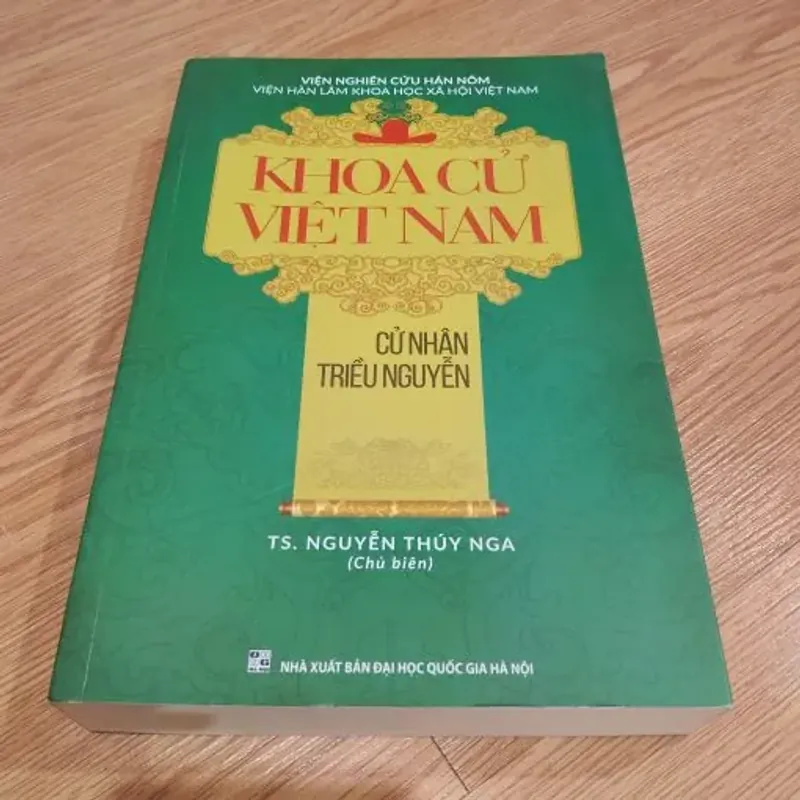 VIỆN NGHIÊN CỨU HÁN NÔM
VIỆN HÀN LÂM KHOA HỌC XÃ HỘI VIỆT NAM
KHOA CỬ
VIỆT NAM
CỬ NHÂN
TRIỀU NGUYỄN
TS. NGUYỄN THÚY NGA
(Chủ biên)
NHÀ XUẤT BẢN ĐẠI HỌC QUỐC GIA HÀ NỘI